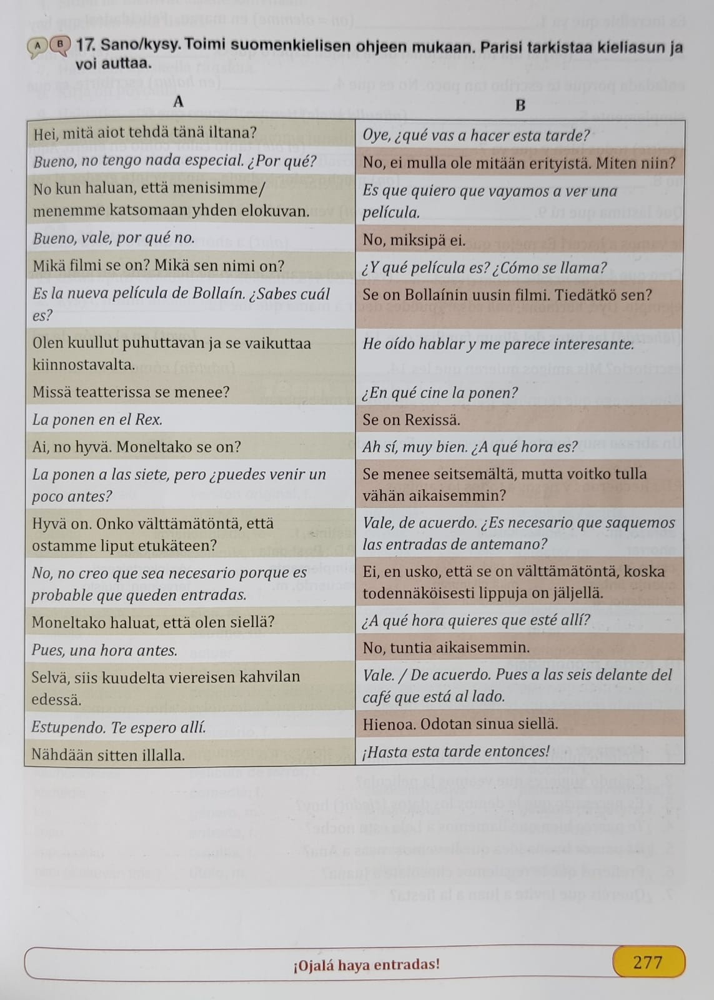 A B 17. Sano/kysy. Toimi suomenkielisen ohjeen mukaan. Parisi tarkistaa kieliasun ja
voi auttaa.
A
B
Hei, mitä aiot tehdä tänä iltana?
Oye, ¿qué vas a hacer esta tarde?
Bueno, no tengo nada especial. ¿Por qué?
No, ei mulla ole mitään erityistä. Miten niin?
No kun haluan, että menisimme/
menemme katsomaan yhden elokuvan.
Es que quiero que vayamos a ver una
película.
Bueno, vale, por qué no.
No, miksipä ei.
Mikä filmi se on? Mikä sen nimi on?
¿Y qué película es? ¿Cómo se llama?
Es la nueva película de Bollaín. ¿Sabes cuál
es?
Se on Bollaínin uusin filmi. Tiedätkö sen?
Olen kuullut puhuttavan ja se vaikuttaa
kiinnostavalta.
He oído hablar y me parece interesante.
Missä teatterissa se menee?
¿En qué cine la ponen?
La ponen en el Rex.
Se on Rexissä.
Ai, no hyvä. Moneltako se on?
Ah sí, muy bien. ¿A qué hora es?
La ponen a las siete, pero ¿puedes venir un
poco antes?
Se menee seitsemältä, mutta voitko tulla
vähän aikaisemmin?
Hyvä on. Onko välttämätöntä, että
ostamme liput etukäteen?
Vale, de acuerdo. ¿Es necesario que saquemos
las entradas de antemano?
No, no creo que sea necesario porque es
probable que queden entradas.
Ei, en usko, että se on välttämätöntä, koska
todennäköisesti lippuja on jäljellä.
Moneltako haluat, että olen siellä?
¿A qué hora quieres que esté allí?
Pues, una hora antes.
No, tuntia aikaisemmin.
Selvä, siis kuudelta viereisen kahvilan
edessä.
Vale. / De acuerdo. Pues a las seis delante del
café que está al lado.
Estupendo. Te espero allí.
Hienoa. Odotan sinua siellä.
Nähdään sitten illalla.
¡Hasta esta tarde entonces!
¡Ojalá haya entradas!
277